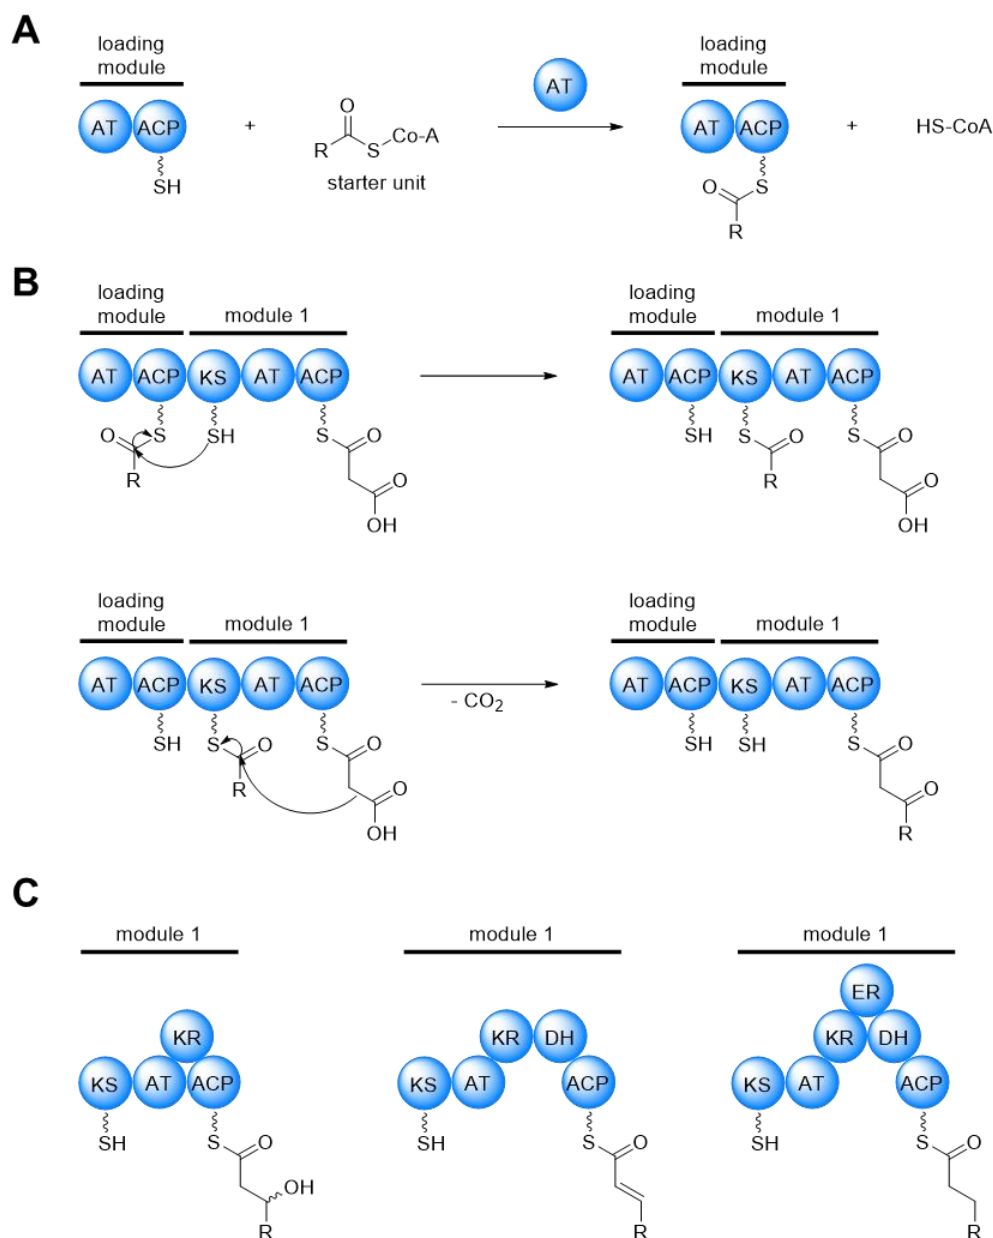 A
loading
module
AT ACP
SH
+
O
R S Co-A
starter unit
AT
loading
module
AT ACP
O S
R
+
HS-CoA
B
loading
module
module 1
AT ACP KS AT ACP
O S SH S O
R
O
OH
loading
module
module 1
AT ACP KS AT ACP
SH S O S O
R
O
OH
loading
module
module 1
AT ACP KS AT ACP
SH S O S O
R
O
OH
- CO2
loading
module
module 1
AT ACP KS AT ACP
SH SH S O
O
R
C
module 1
KR
KS AT ACP
SH S O
OH
R
module 1
KR DH
KS AT ACP
SH S O
R
module 1
ER
KR DH
KS AT ACP
SH S O
R